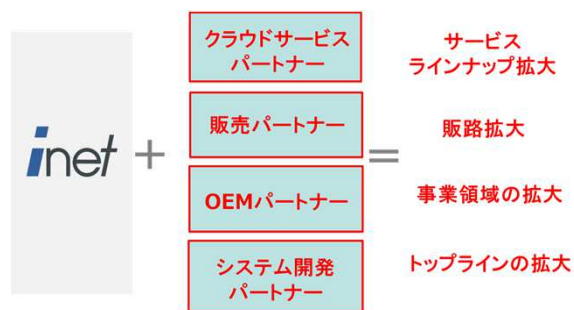 クラウドサービス
パートナー
サービス
ラインナップ拡大
inet
+
販売パートナー
=
販路拡大
OEMパートナー
事業領域の拡大
システム開発
パートナー
トップラインの拡大